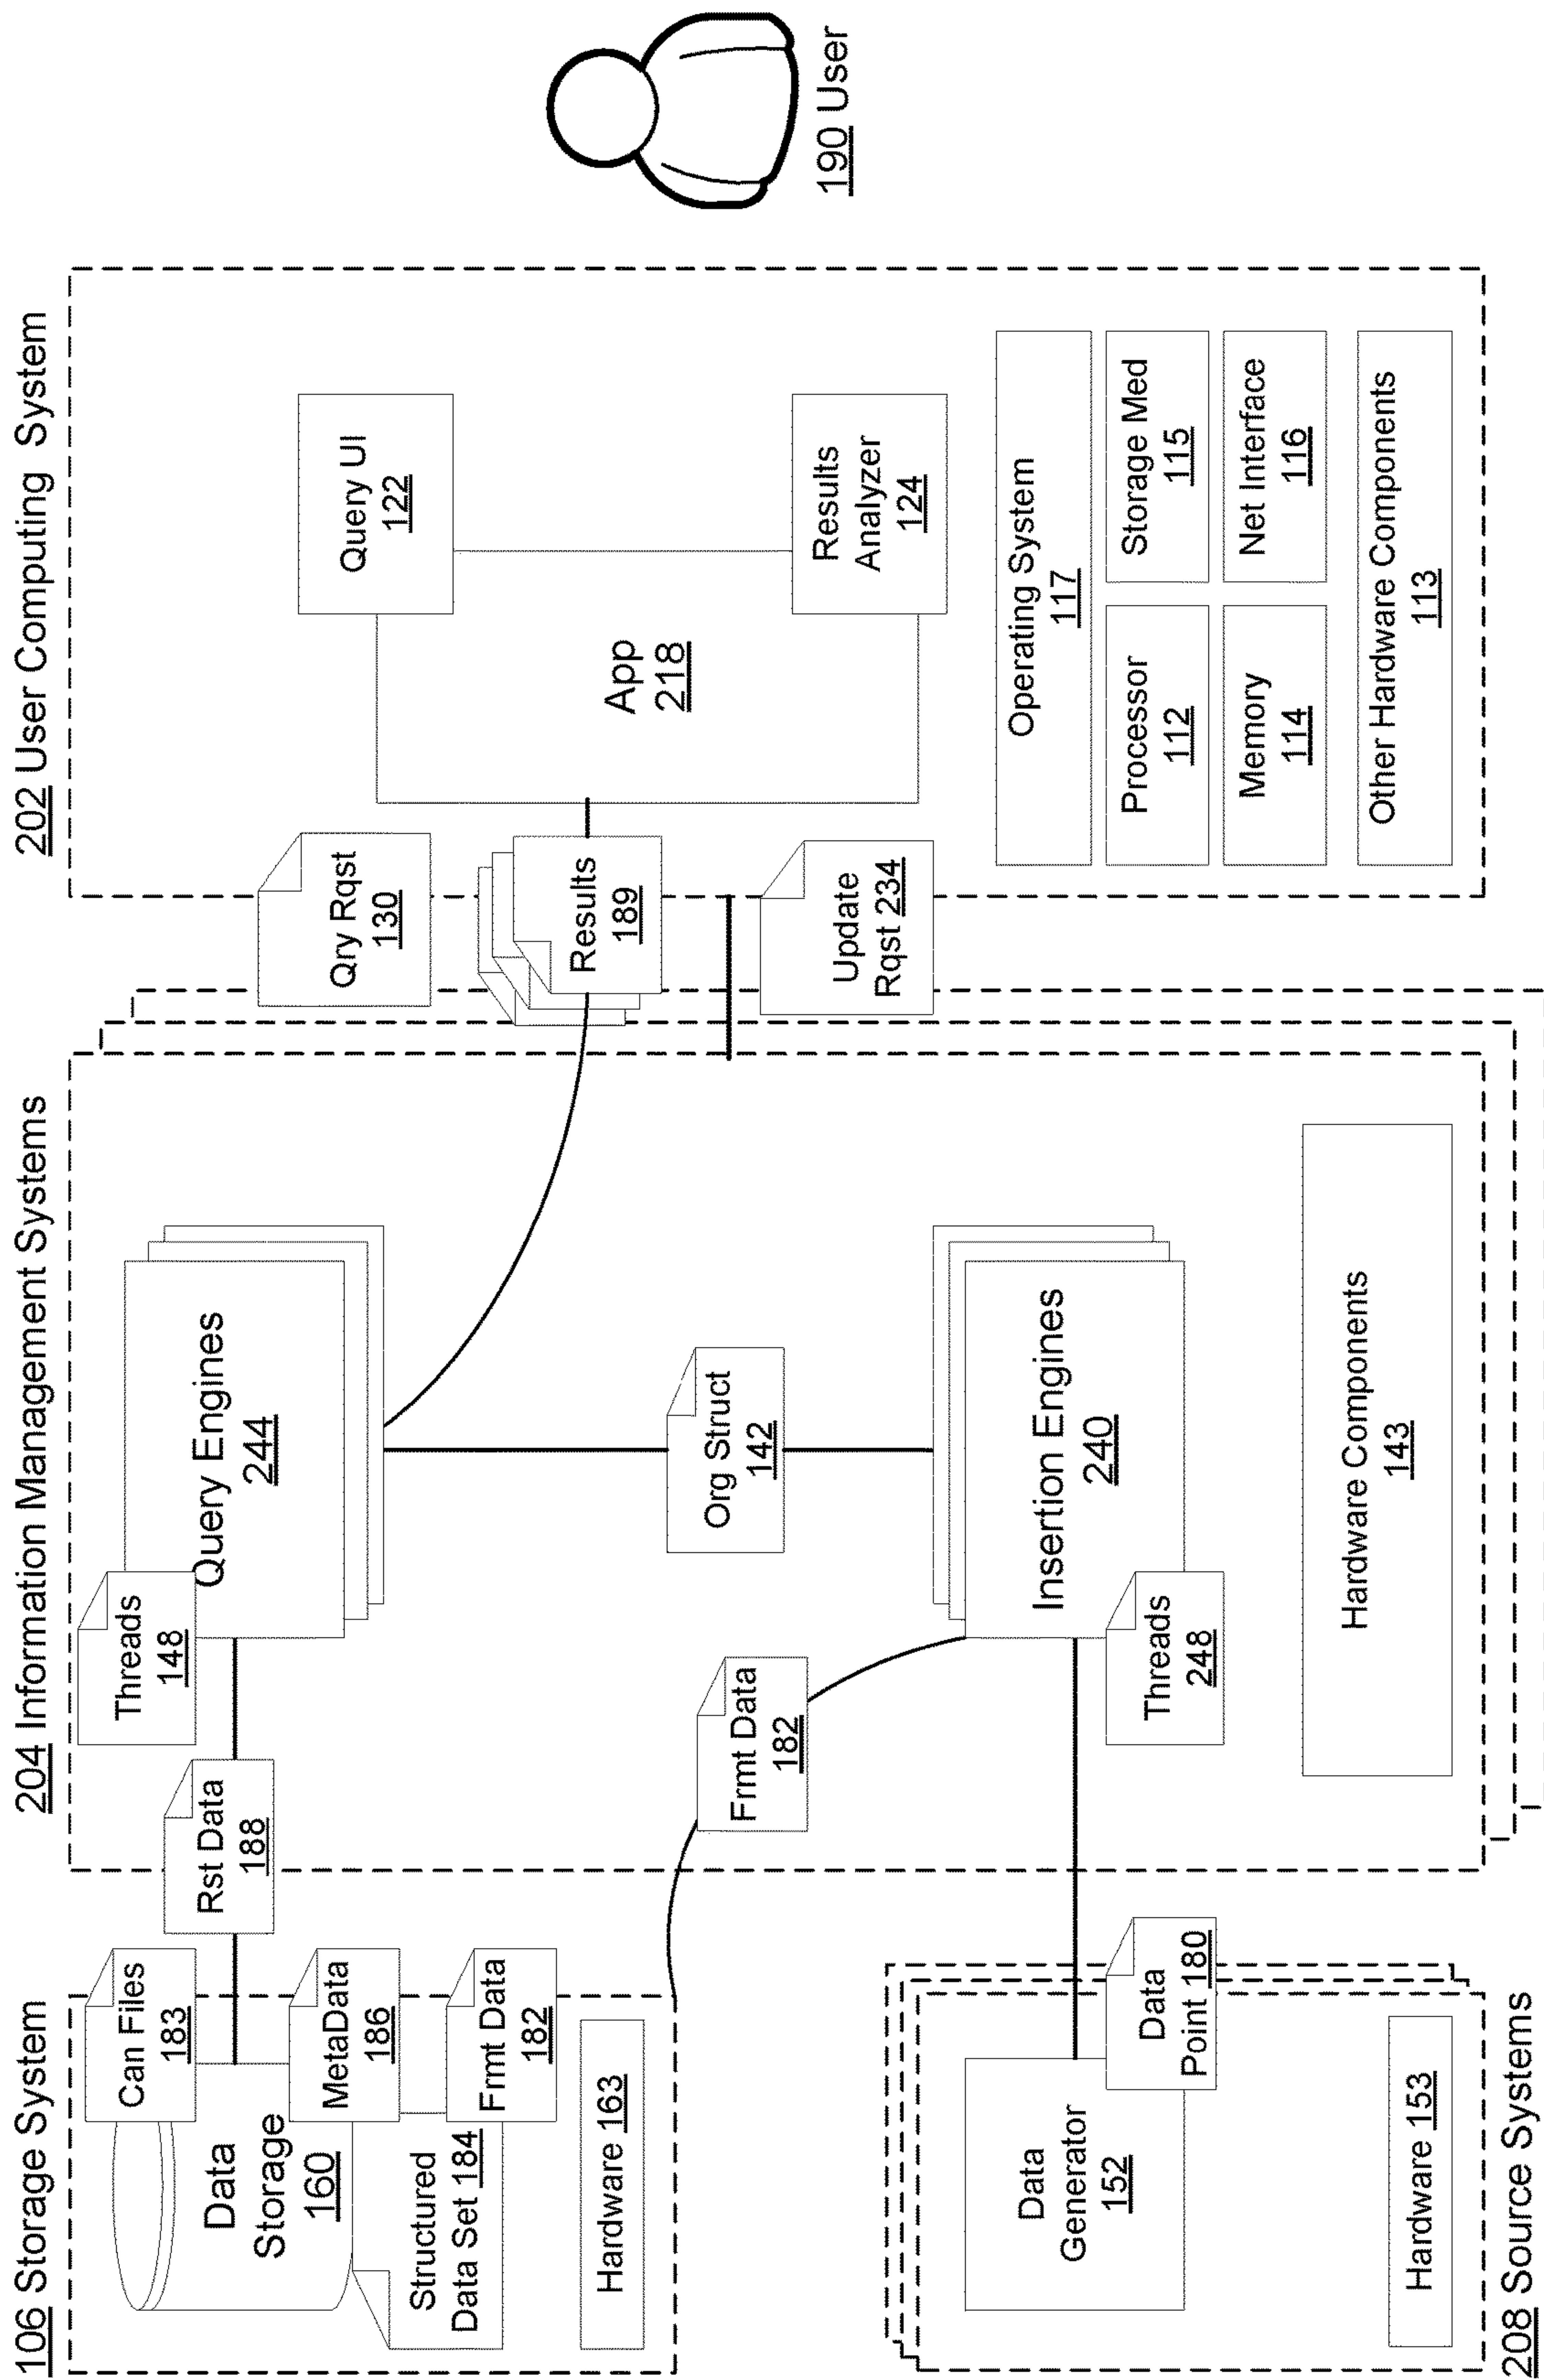 106 Storage System
Can Files
183
Data
Storage
160
MetaData
186
Structured
Data Set 184
Frmt Data
182
Hardware 163
Rst Data
188
208 Source Systems
Data
Generator
152
Data
Point 180
Hardware 153
204 Information Management Systems
Threads
148
Query Engines
244
Org Struct
142
Frmt Data
182
Insertion Engines
240
Threads
248
Hardware Components
143
Qry Rqst
130
Results
189
Update
Rqst 234
202 User Computing System
Query UI
122
App
218
Results
Analyzer
124
Operating System
117
Processor
112
Storage Med
115
Memory
114
Net Interface
116
Other Hardware Components
113
190 User